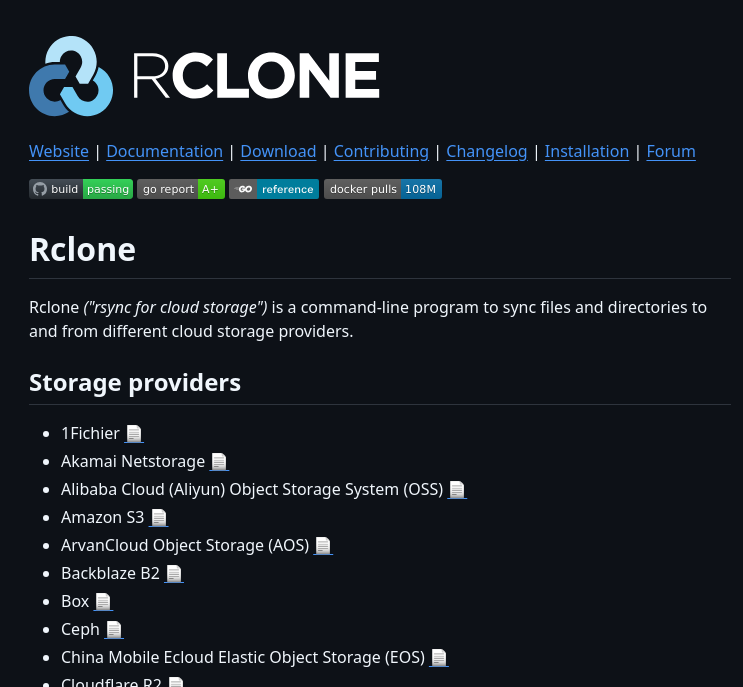 RCLONE
Website | Documentation | Download | Contributing | Changelog | Installation | Forum
build passing go report A+ GO reference docker pulls 108M
Rclone
Rclone ("rsync for cloud storage") is a command-line program to sync files and directories to
and from different cloud storage providers.
Storage providers
1Fichier
Akamai Netstorage
Alibaba Cloud (Aliyun) Object Storage System (OSS)
Amazon S3
ArvanCloud Object Storage (AOS)
Backblaze B2
Box
Ceph
China Mobile Ecloud Elastic Object Storage (EOS)
Cloudflare R2